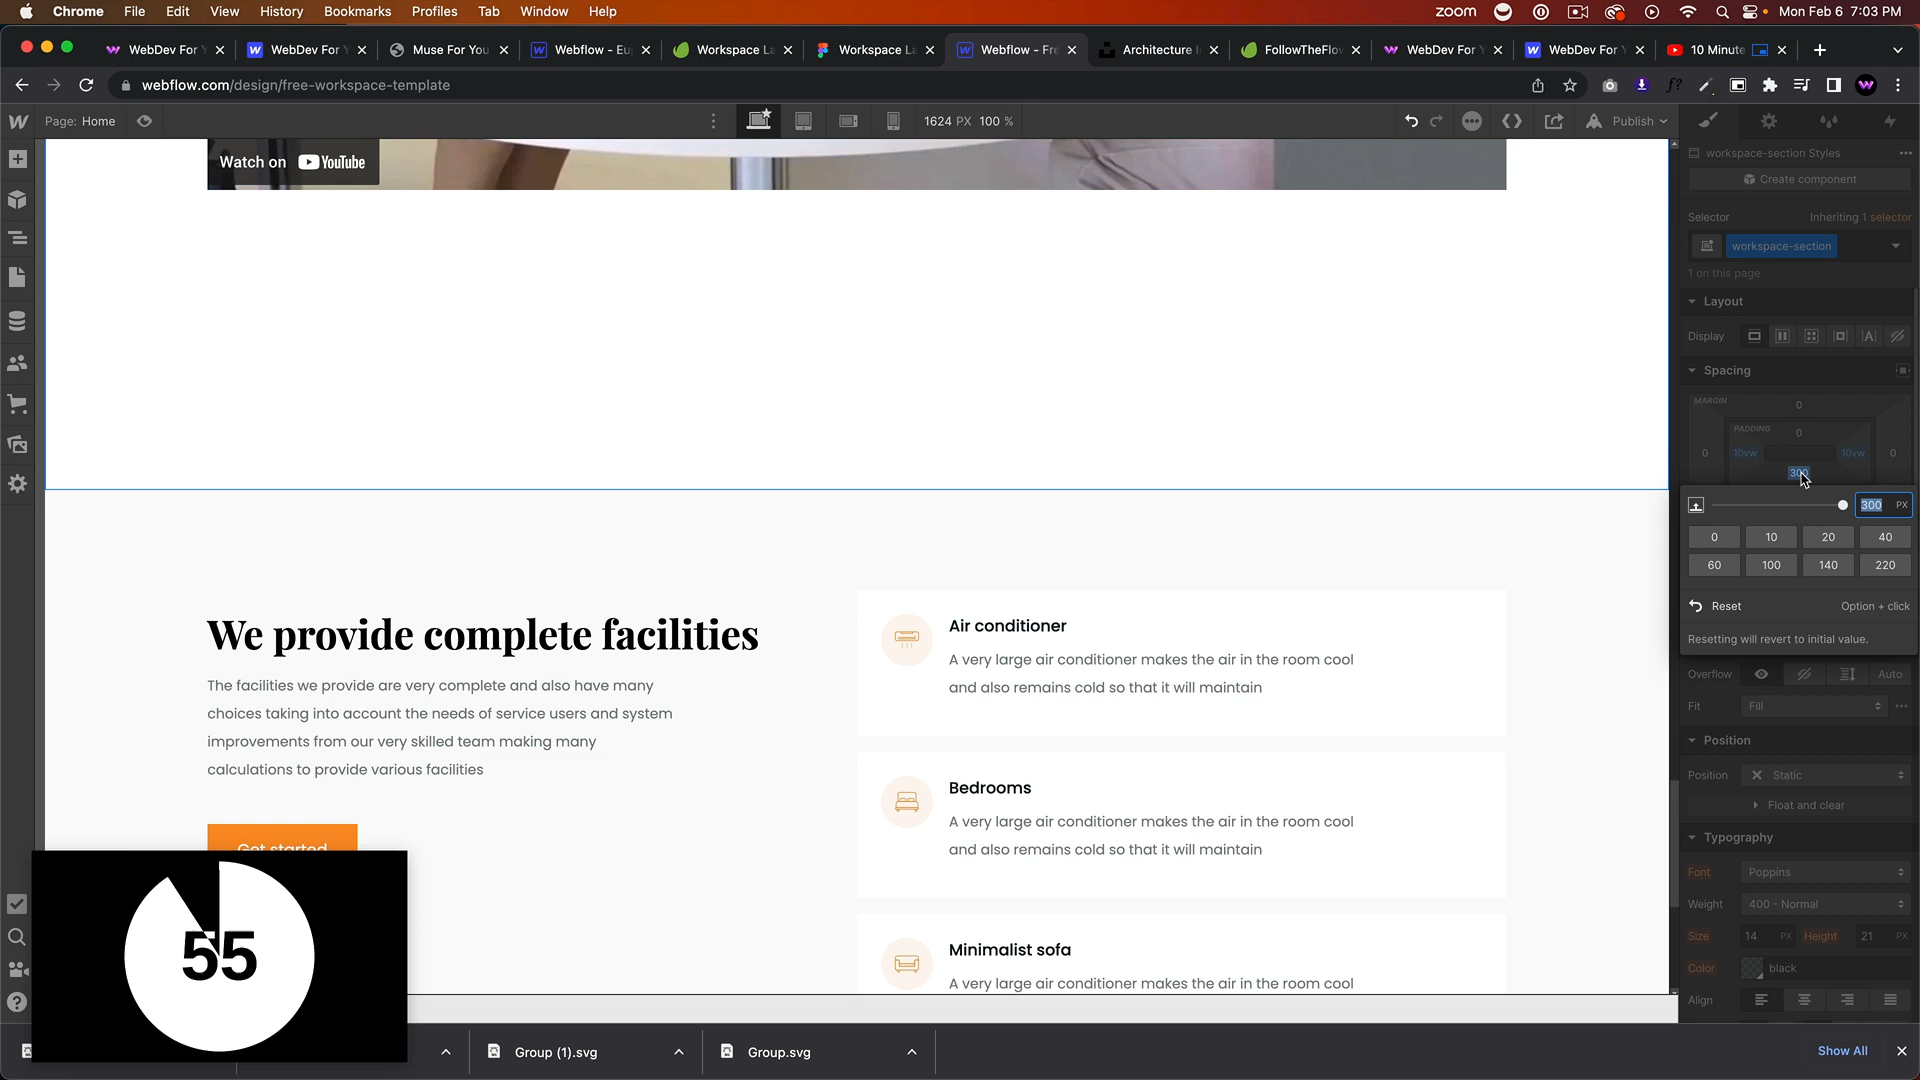 Chrome File Edit View History Bookmarks Profiles Tab Window Help zoom Mon Feb 6 7:03 PM
WebDev For Y WebDev For Y Muse For You Webflow - Eu Workspace La Workspace La Webflow - Fre Architecture I FollowTheFlo WebDev For Y WebDev For Y 10 Minute
webflow.com/design/free-workspace-template
Page: Home 1624 PX 100 % Publish
workspace-section Styles
Create component
Watch on YouTube
Selector Inheriting 1 selector
workspace-section
1 on this page
Layout
Display
Spacing
MARGIN 0
PADDING 0
0 10vw 10vw 0
300
300 PX
0 10 20 40
60 100 140 220
Reset Option + click
Resetting will revert to initial value.
Overflow Auto
Fit Fill
Position
Position Static
Float and clear
Typography
Font Poppins
Weight 400 - Normal
Size 14 PX Height 21 PX
Color black
Align
We provide complete facilities
The facilities we provide are very complete and also have many
choices taking into account the needs of service users and system
improvements from our very skilled team making many
calculations to provide various facilities
Get started
Air conditioner
A very large air conditioner makes the air in the room cool
and also remains cold so that it will maintain
Bedrooms
A very large air conditioner makes the air in the room cool
and also remains cold so that it will maintain
Minimalist sofa
A very large air conditioner makes the air in the room cool
55
Group (1).svg Group.svg Show All